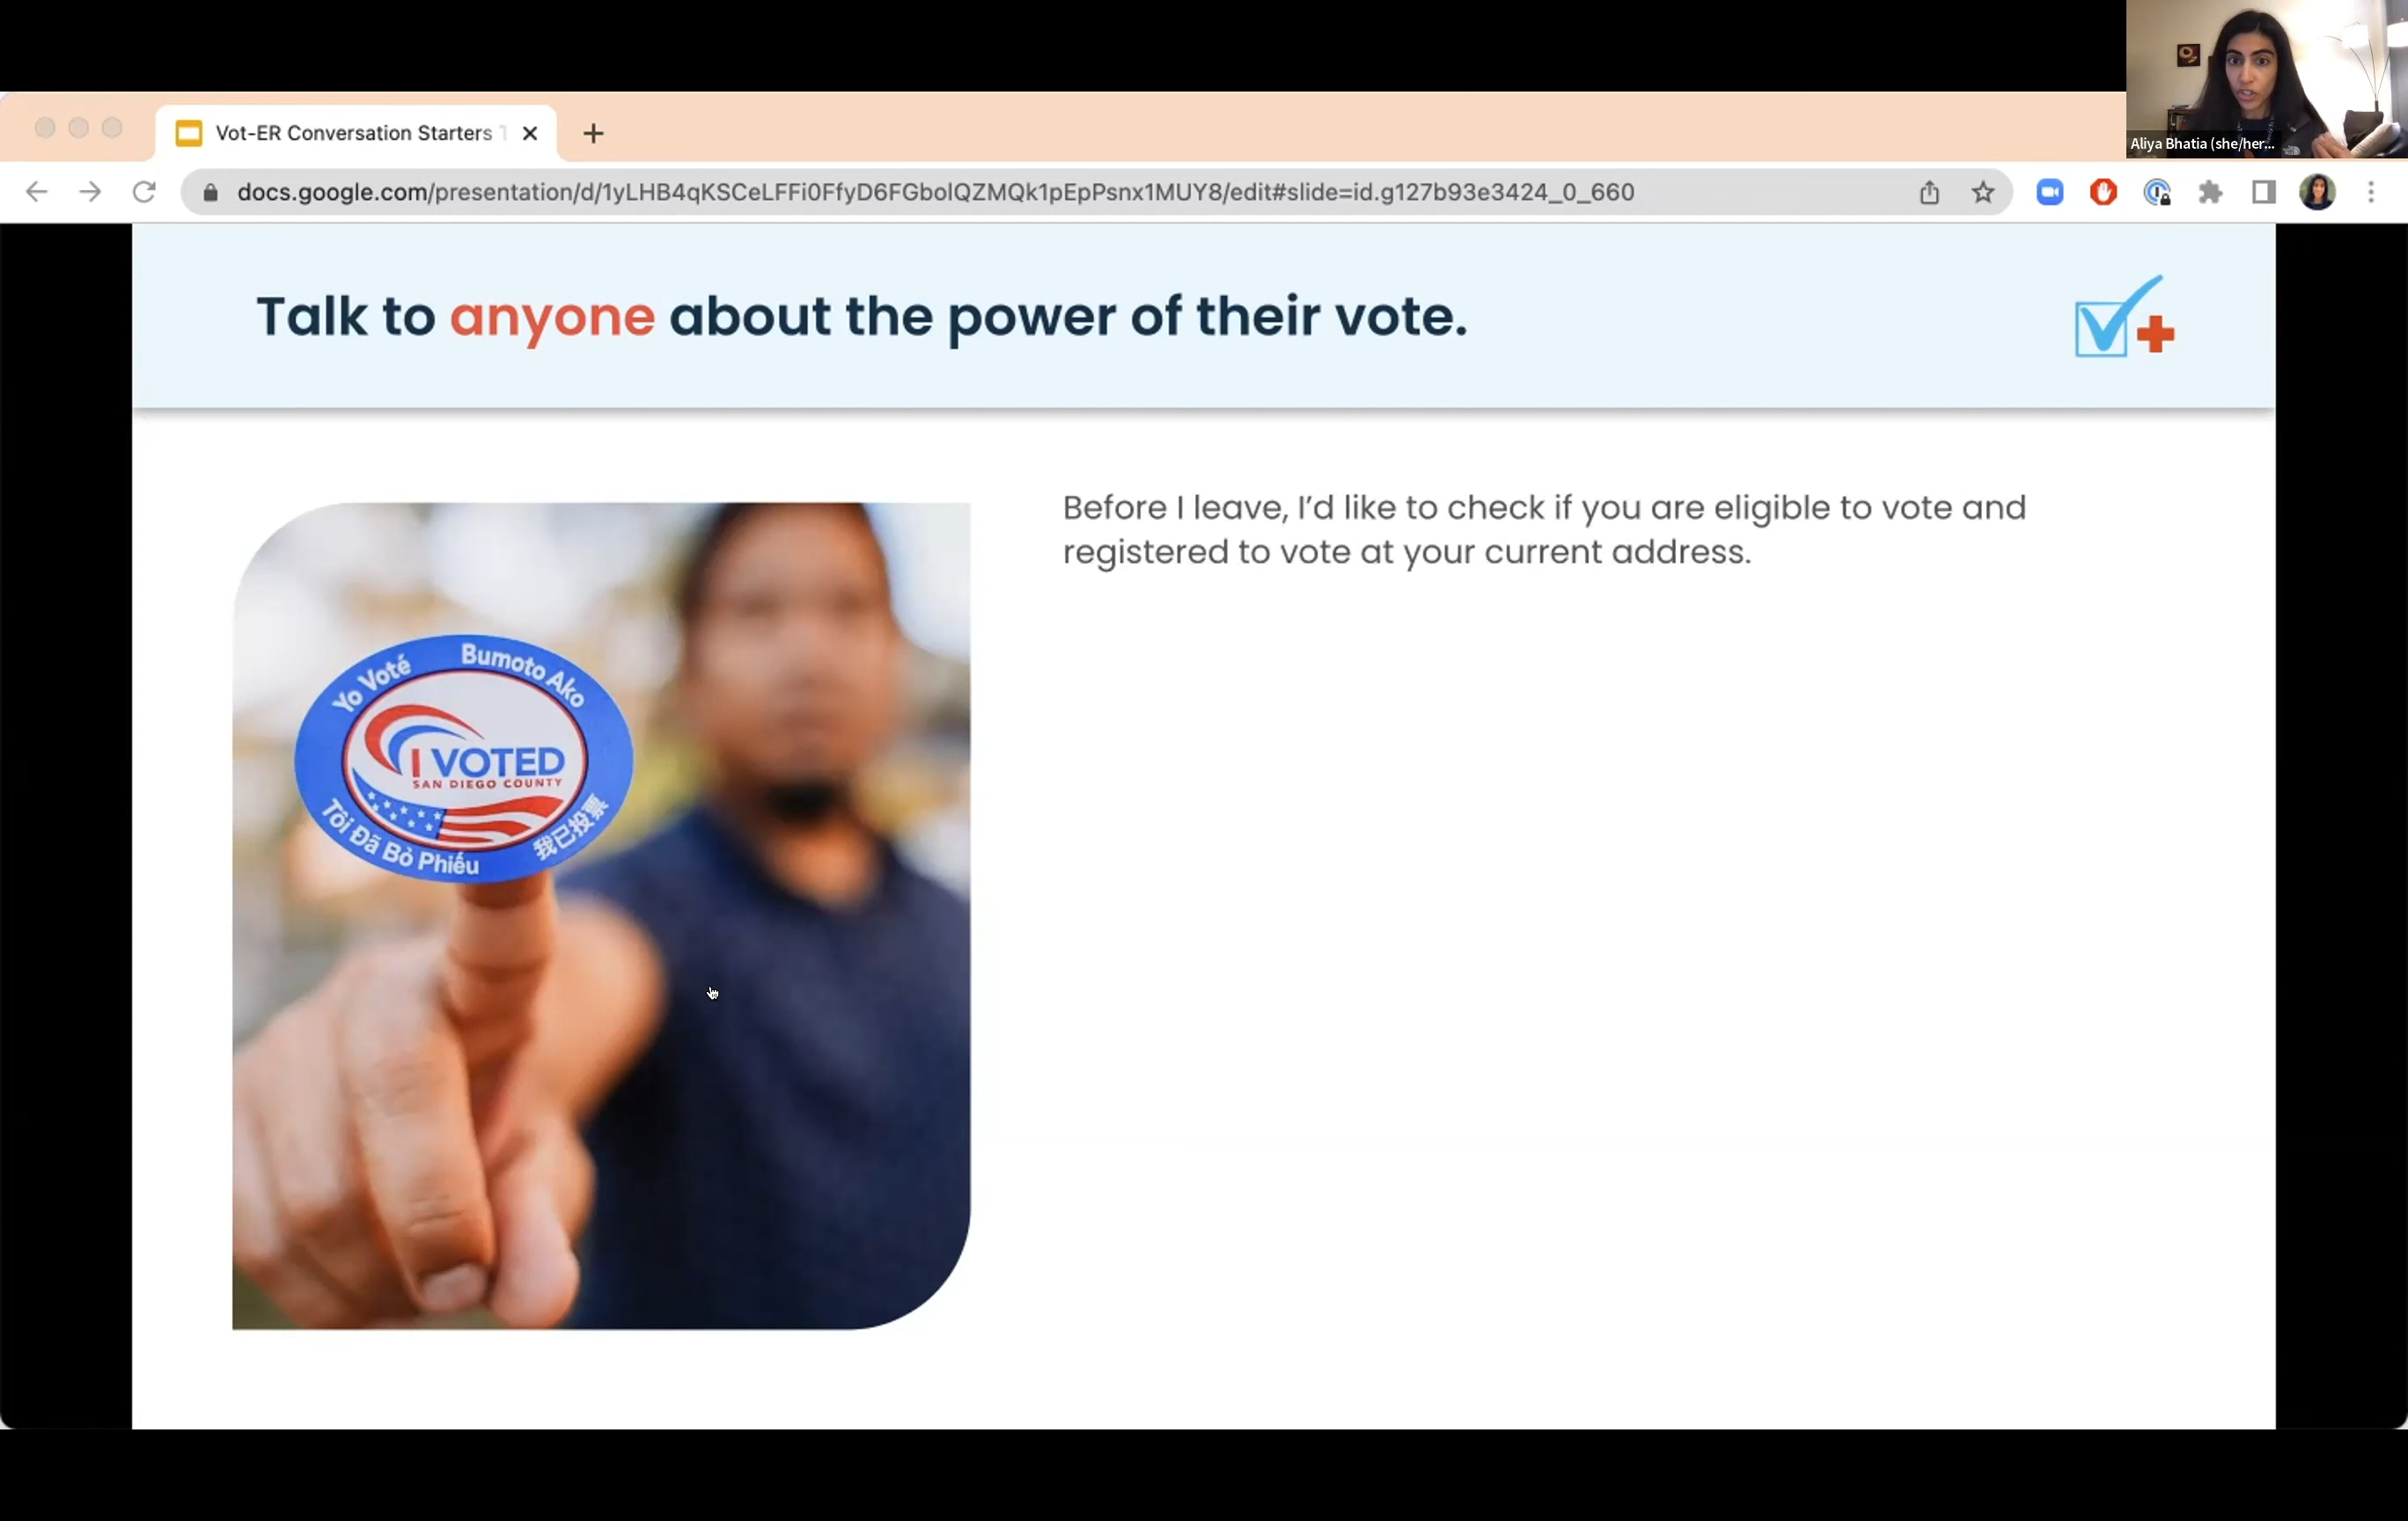 Aliya Bhatia (she/her...
Vot-ER Conversation Starters
docs.google.com/presentation/d/1yLHB4qKSCeLFFi0FfyD6FGbolQZMQk1pEpPsnx1MUY8/edit#slide=id.g127b93e3424_0_660
Talk to anyone about the power of their vote.
Before I leave, I'd like to check if you are eligible to vote and
registered to vote at your current address.
Yo Voté
Bumoto Ako
I VOTED
SAN DIEGO COUNTY
Tôi Đã Bỏ Phiếu
我已投票